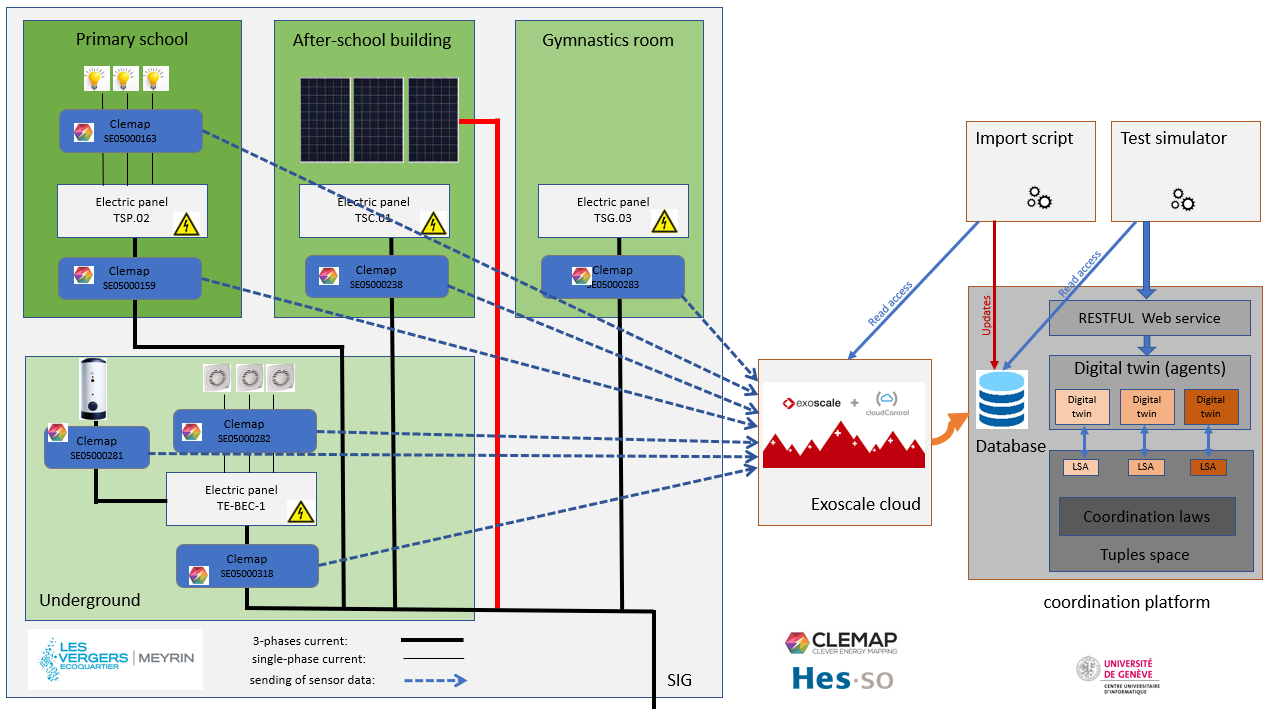 Primary school
Clemap
SE05000163
Electric panel
TSP.02
Clemap
SE05000159
After-school building
Electric panel
TSC.01
Clemap
SE05000238
Gymnastics room
Electric panel
TSG.03
Clemap
SE05000283
Clemap
SE05000281
Clemap
SE05000282
Electric panel
TE-BEC-1
Clemap
SE05000318
Underground
LES
VERGERS
ECOQUARTIER
MEYRIN
3-phases current:
single-phase current:
sending of sensor data:
SIG
exoscale + cloudControl
Exoscale cloud
Import script
Test simulator
Read access
Updates
Read access
RESTFUL Web service
Digital twin (agents)
Digital
twin
Digital
twin
Digital
twin
Database
LSA
LSA
LSA
Coordination laws
Tuples space
coordination platform
CLEMAP
CLEVER ENERGY MAPPING
Hes·so
UNIVERSITÉ
DE GENÈVE
CENTRE UNIVERSITAIRE
D'INFORMATIQUE